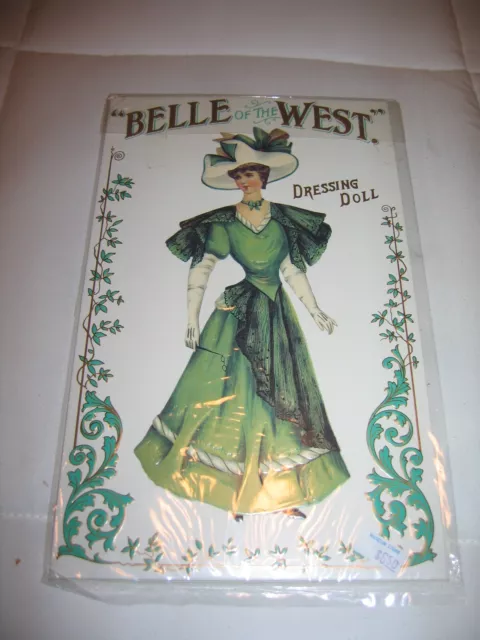 "BELLE OF THE WEST."
DRESSING
DOLL